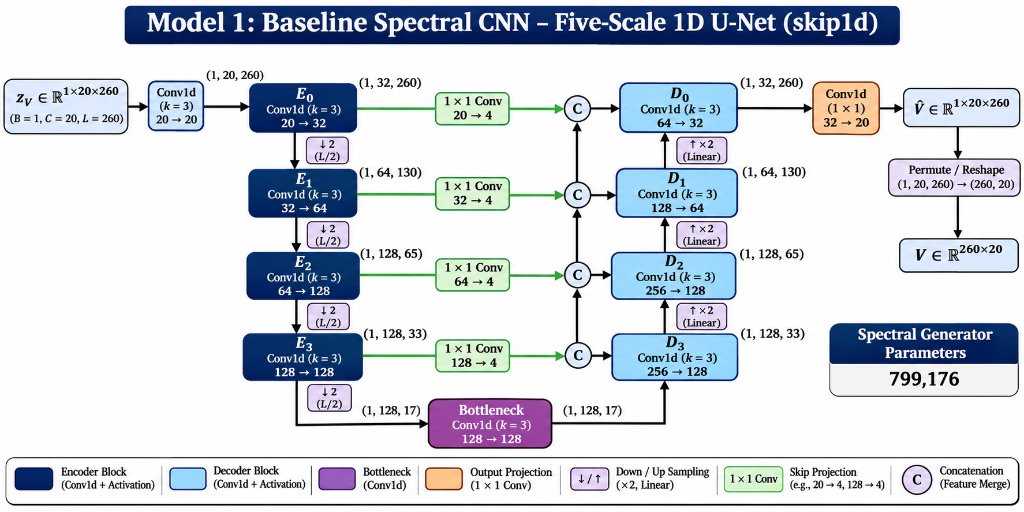 Model 1: Baseline Spectral CNN – Five-Scale 1D U-Net (skip1d)
z_V ∈ ℝ^{1×20×260}
(B = 1, C = 20, L = 260)
Conv1d
(k = 3)
20 → 20
(1, 20, 260)
E₀
Conv1d (k = 3)
20 → 32
(1, 32, 260)
1 × 1 Conv
20 → 4
C
D₀
Conv1d (k = 3)
64 → 32
(1, 32, 260)
Conv1d
(1 × 1)
32 → 20
V̂ ∈ ℝ^{1×20×260}
↓ 2
(L/2)
↑ ×2
(Linear)
Permute / Reshape
(1, 20, 260) → (260, 20)
E₁
Conv1d (k = 3)
32 → 64
(1, 64, 130)
1 × 1 Conv
32 → 4
C
D₁
Conv1d (k = 3)
128 → 64
(1, 64, 130)
↓ 2
(L/2)
↑ ×2
(Linear)
V ∈ ℝ^{260×20}
E₂
Conv1d (k = 3)
64 → 128
(1, 128, 65)
1 × 1 Conv
64 → 4
C
D₂
Conv1d (k = 3)
256 → 128
(1, 128, 65)
↓ 2
(L/2)
↑ ×2
(Linear)
E₃
Conv1d (k = 3)
128 → 128
(1, 128, 33)
1 × 1 Conv
128 → 4
C
D₃
Conv1d (k = 3)
256 → 128
(1, 128, 33)
Spectral Generator
Parameters
799,176
↓ 2
(L/2)
(1, 128, 17)
Bottleneck
Conv1d (k = 3)
128 → 128
(1, 128, 17)
Encoder Block
(Conv1d + Activation)
Decoder Block
(Conv1d + Activation)
Bottleneck
(Conv1d)
Output Projection
(1 × 1 Conv)
↓ / ↑
Down / Up Sampling
(×2, Linear)
1 × 1 Conv
Skip Projection
(e.g., 20 → 4, 128 → 4)
C
Concatenation
(Feature Merge)